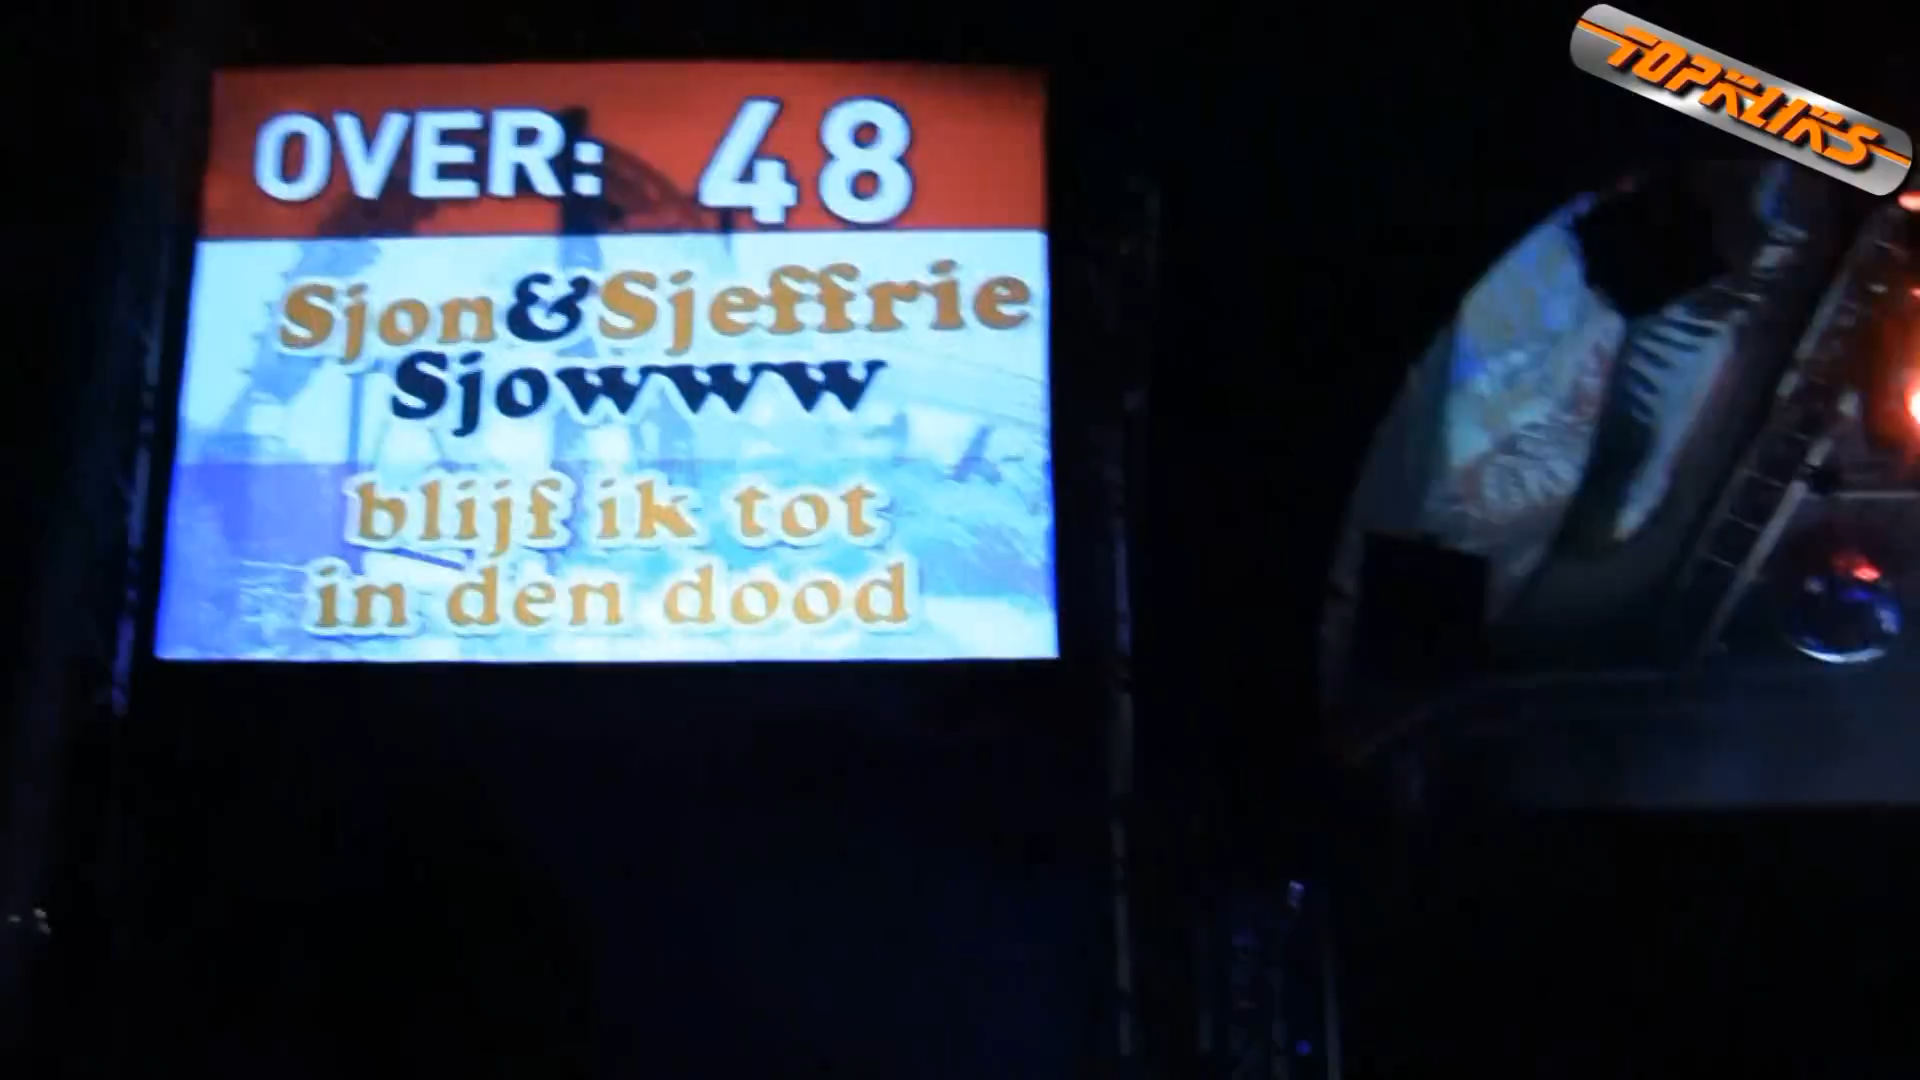 TOPKLIKS
OVER: 48
Sjon&Sjeffrie
Sjowww
blijf ik tot
in den dood